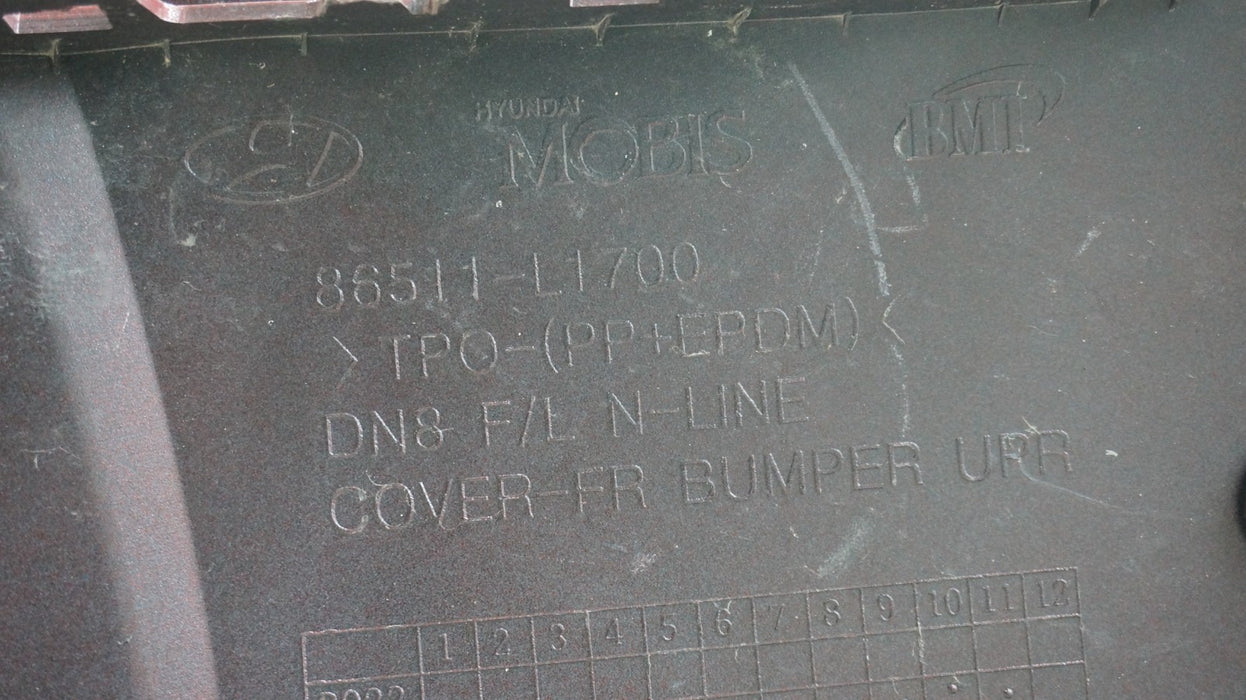 HYUNDAI
MOBIS
BMI
86511-L1700
>TPO-(PP+EPDM)<
DN8 F/L N-LINE
COVER-FR BUMPER UPR
1 2 3 4 5 6 7 8 9 10 11 12